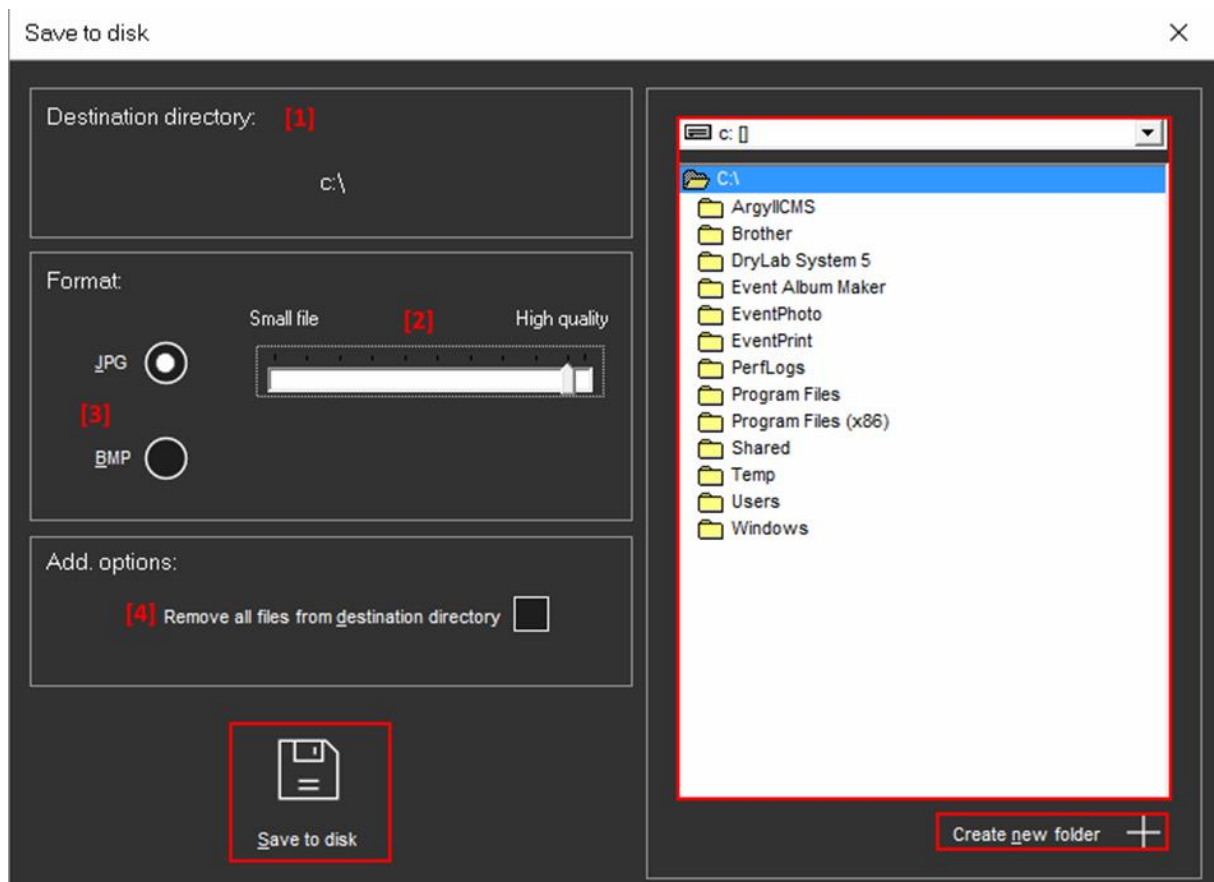 Save to disk
Destination directory: [1]
c:\
Format:
Small file [2] High quality
JPG
[3]
BMP
Add. options:
[4] Remove all files from destination directory
Save to disk
c: []
C:\
ArgyllCMS
Brother
DryLab System 5
Event Album Maker
EventPhoto
EventPrint
PerfLogs
Program Files
Program Files (x86)
Shared
Temp
Users
Windows
Create new folder